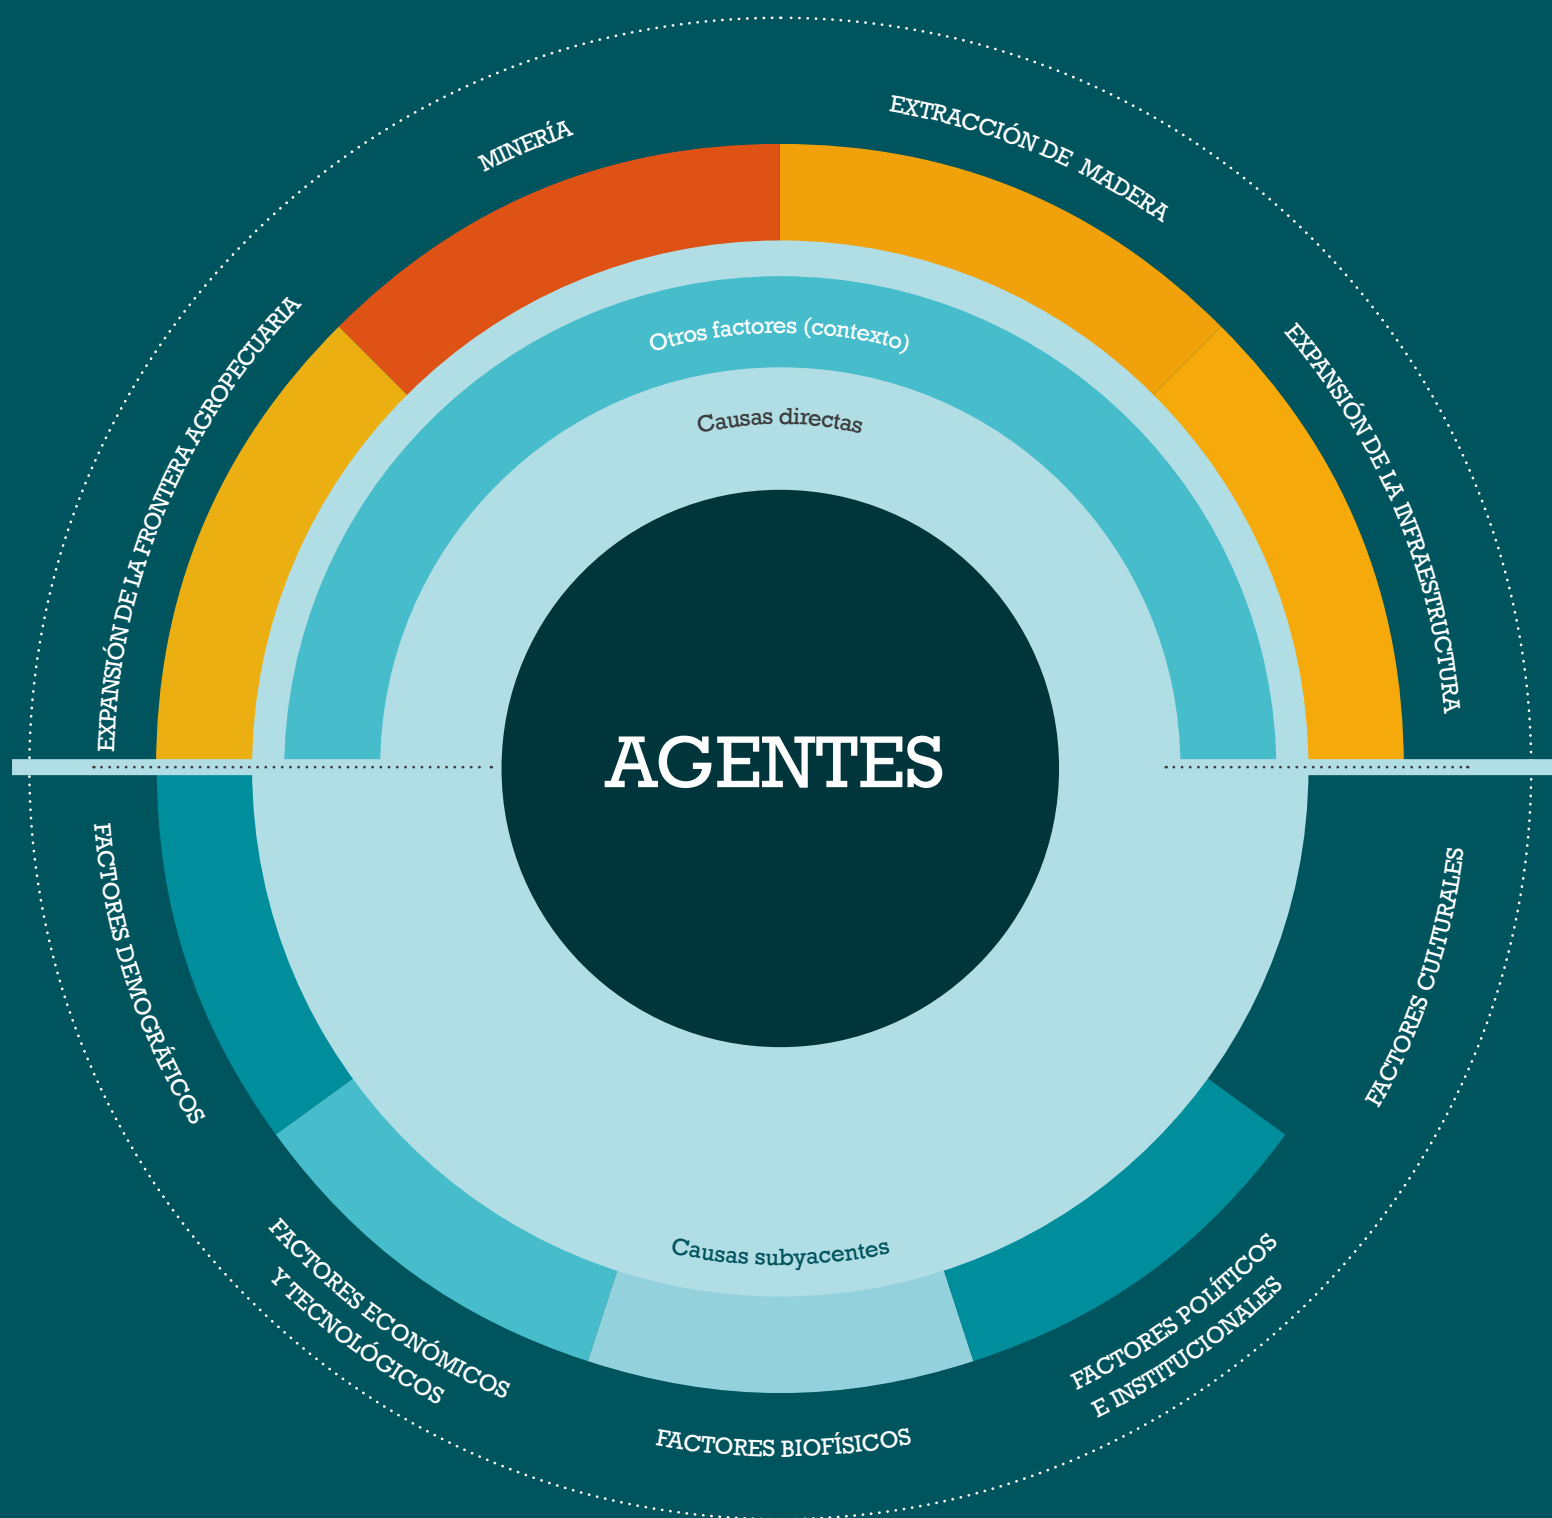 MINERÍA
EXTRACCIÓN DE MADERA
EXPANSIÓN DE LA FRONTERA AGROPECUARIA
EXPANSIÓN DE LA INFRAESTRUCTURA
Otros factores (contexto)
Causas directas
AGENTES
FACTORES DEMOGRÁFICOS
FACTORES CULTURALES
Causas subyacentes
FACTORES ECONÓMICOS
Y TECNOLÓGICOS
FACTORES BIOFÍSICOS
FACTORES POLÍTICOS
E INSTITUCIONALES